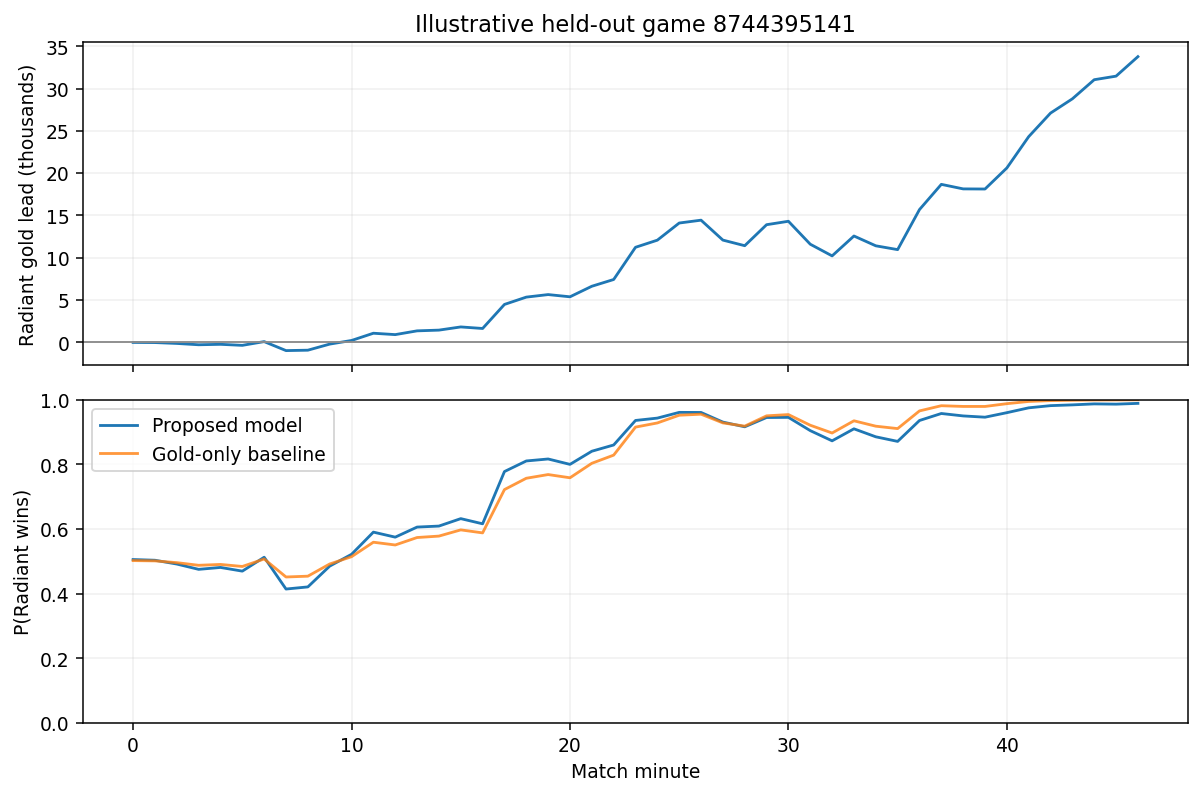 Illustrative held-out game 8744395141
Radiant gold lead (thousands)
35
30
25
20
15
10
5
0
P(Radiant wins)
1.0
0.8
0.6
0.4
0.2
0.0
Proposed model
Gold-only baseline
0 10 20 30 40
Match minute